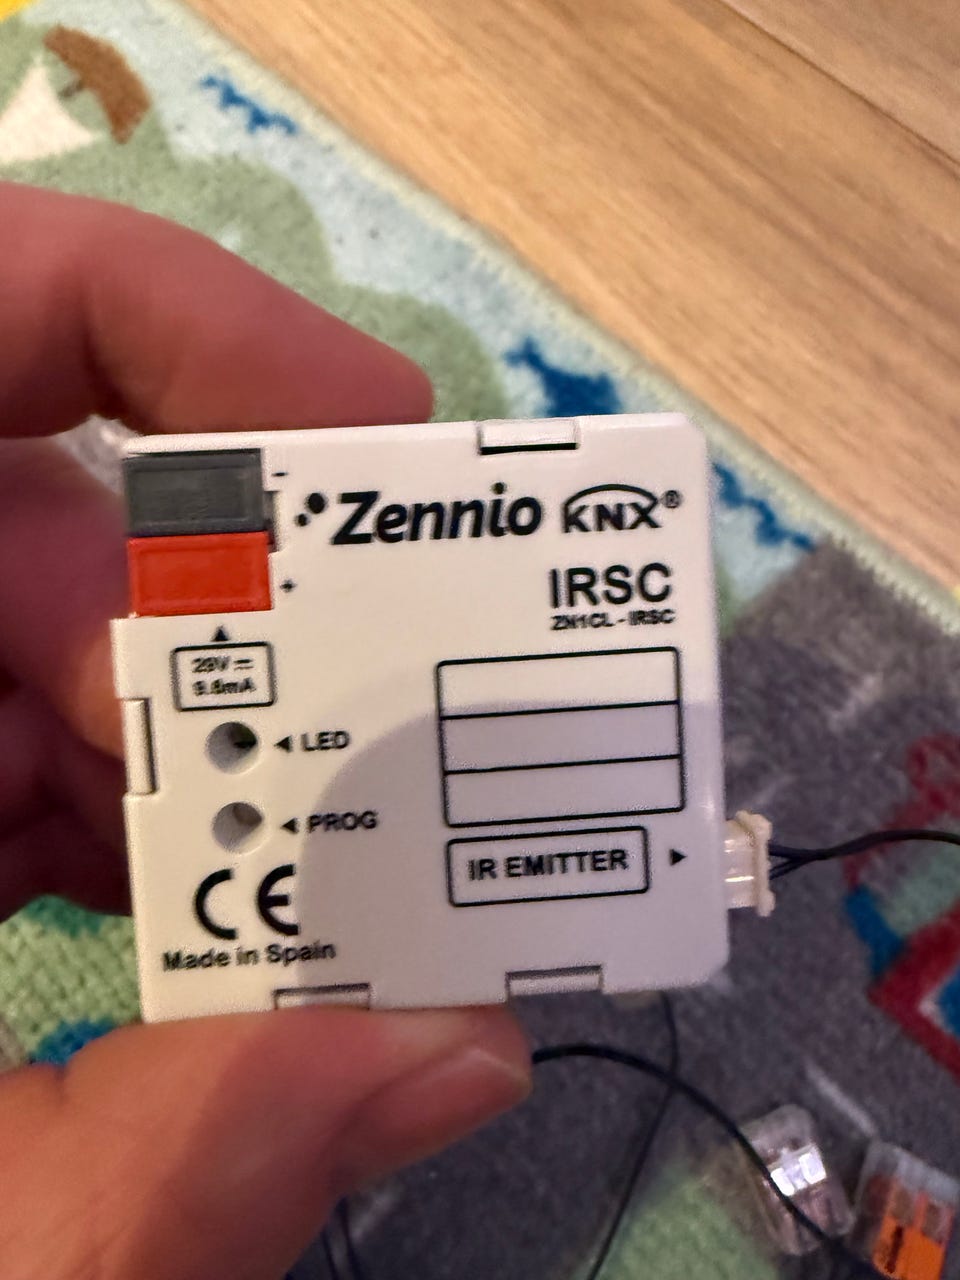 -
Zennio KNX®
+
IRSC
ZN1CL - IRSC
29V
9.6mA
LED
PROG
IR EMITTER
CE
Made in Spain